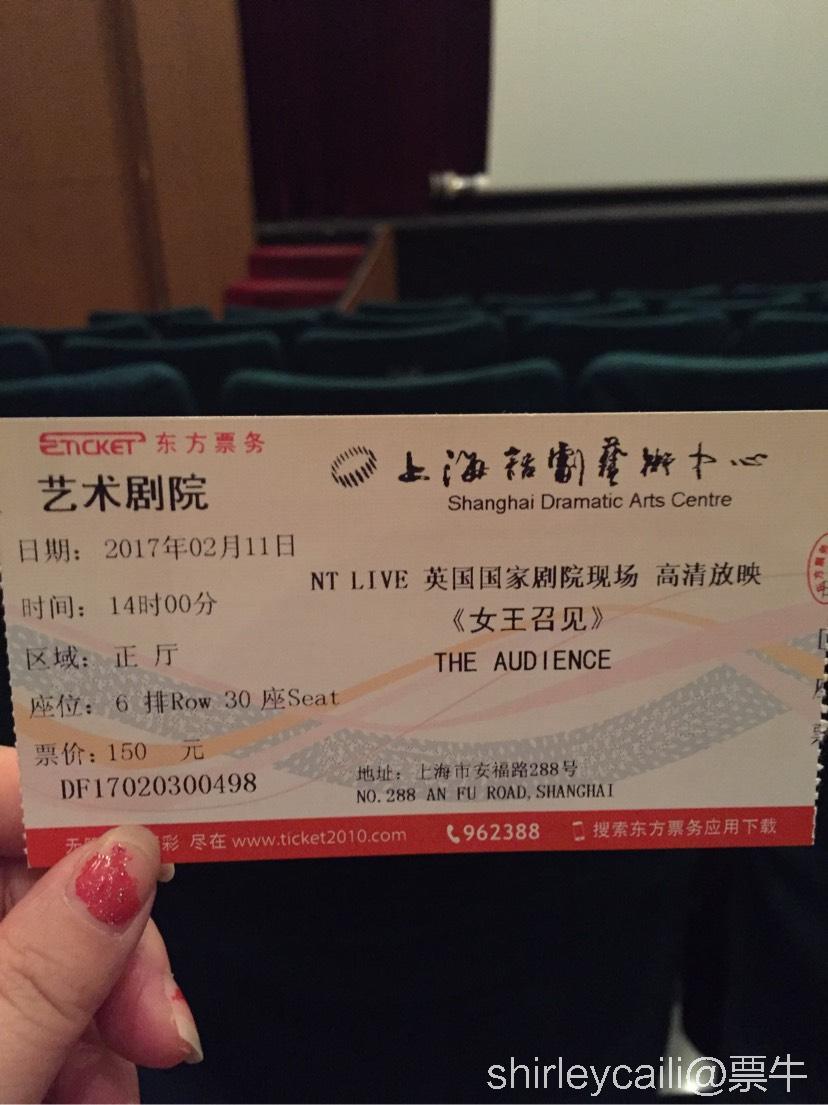 ETICKET 东方票务
上海话剧艺术中心
Shanghai Dramatic Arts Centre
艺术剧院
日期: 2017年02月11日
NT LIVE 英国国家剧院现场 高清放映
时间: 14时00分
《女王召见》
区域: 正 厅
THE AUDIENCE
座位: 6 排Row 30 座Seat
票价: 150 元
DF17020300498
地址: 上海市安福路288号
NO.288 AN FU ROAD,SHANGHAI
彩 尽在 www.ticket2010.com 962388 搜索东方票务应用下载
shirleycaili@票牛